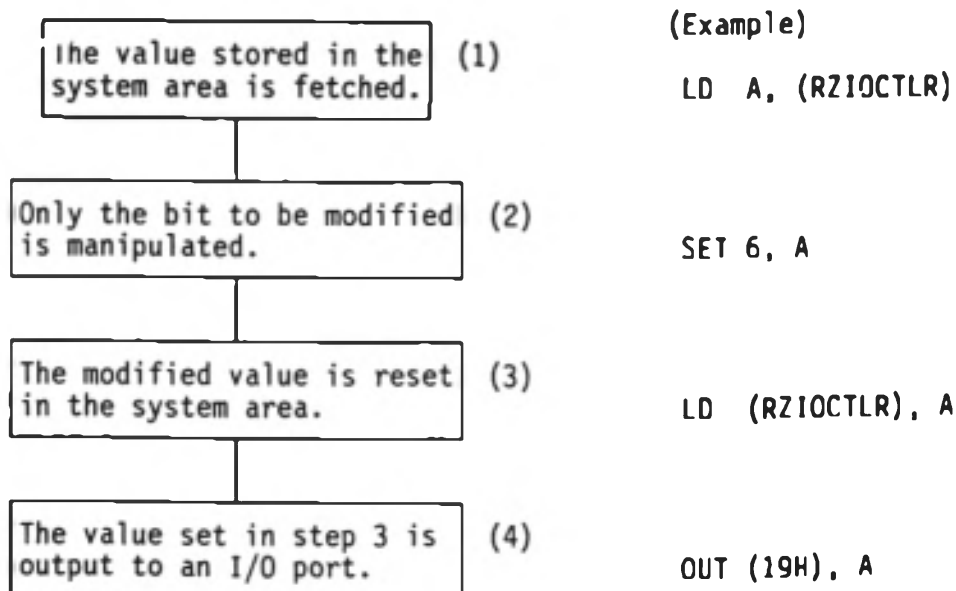 (Example)
The value stored in the (1)
system area is fetched.
LD A, (RZIOCTLR)
Only the bit to be modified (2)
is manipulated.
SET 6, A
The modified value is reset (3)
in the system area.
LD (RZIOCTLR), A
The value set in step 3 is (4)
output to an I/O port.
OUT (19H), A